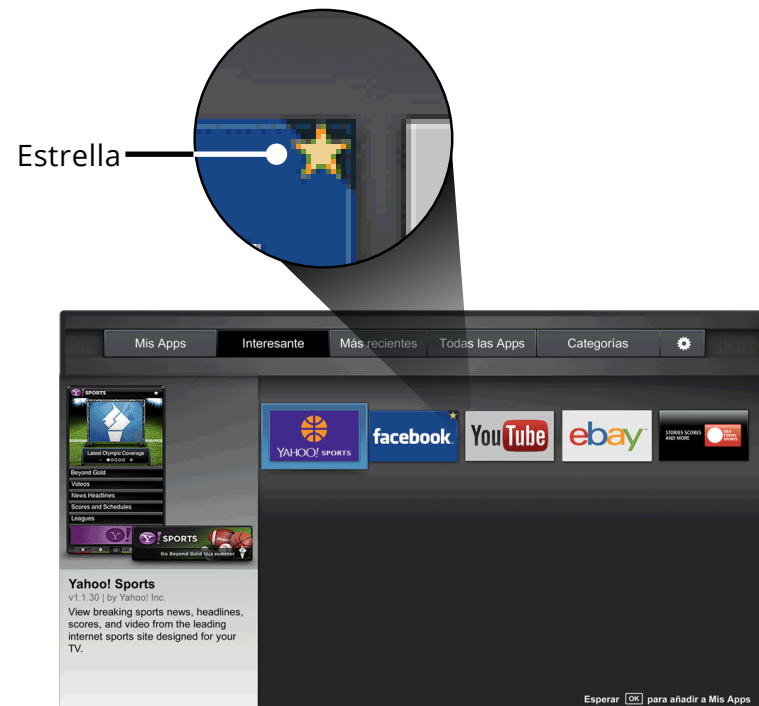 Estrella
Mis Apps
Interesante
Más recientes
Todas las Apps
Categorías
Y! SPORTS
Latest Olympic Coverage
Beyond Gold
Videos
News Headlines
Scores and Schedules
Leagues
Y! SPORTS
Go Beyond Gold this summer
YAHOO! SPORTS
facebook
YouTube
ebay
STORIES SCORES
AND MORE
USA
TODAY
SPORTS
Yahoo! Sports
v1.1.30 | by Yahoo! Inc.
View breaking sports news, headlines,
scores, and video from the leading
internet sports site designed for your
TV.
Esperar OK para añadir a Mis Apps